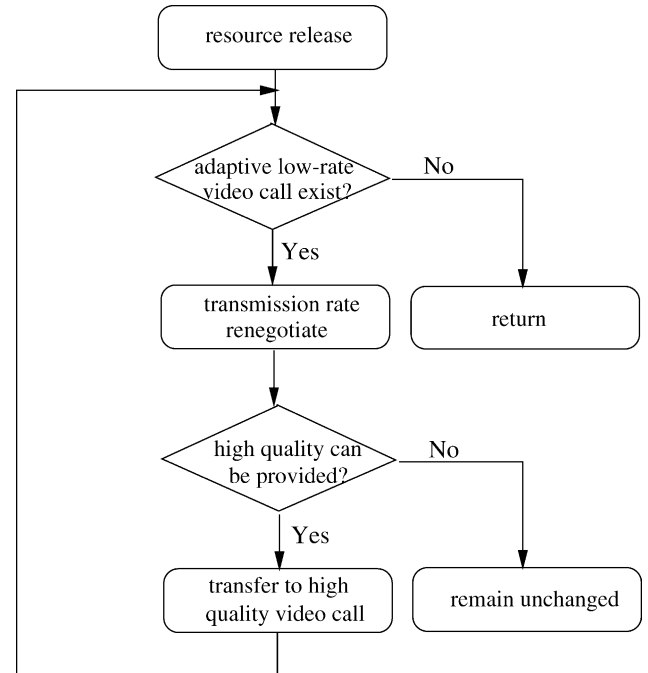 resource release
adaptive low-rate
video call exist?
No
Yes
transmission rate
renegotiate
return
high quality can
be provided?
No
Yes
transfer to high
quality video call
remain unchanged